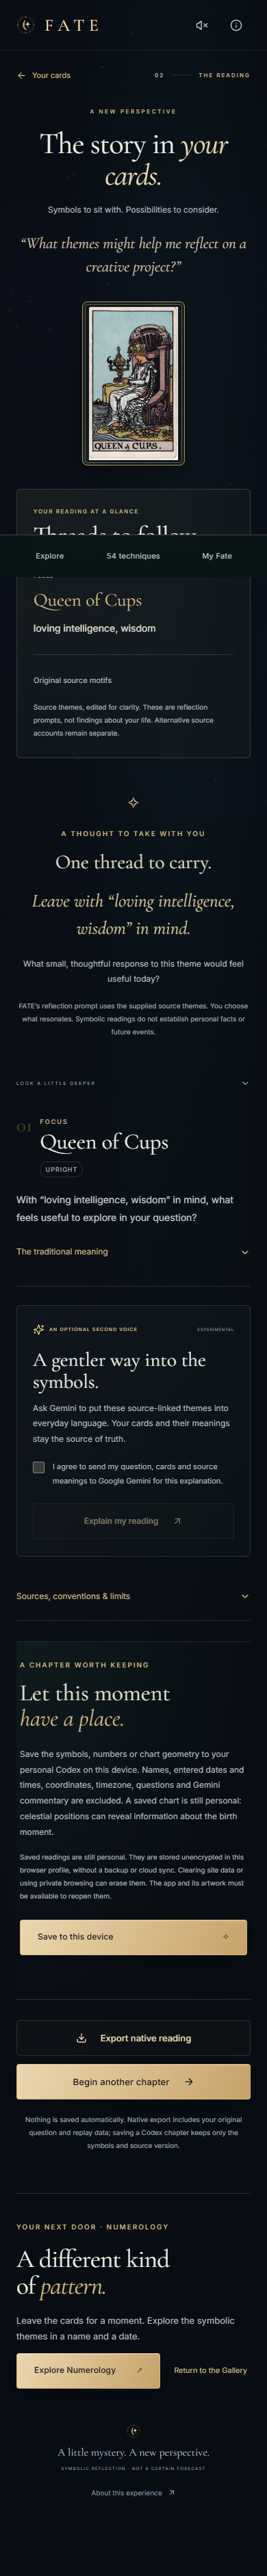 FATE
Your cards
02 THE READING
A NEW PERSPECTIVE
The story in your
cards.
Symbols to sit with. Possibilities to consider.
“What themes might help me reflect on a
creative project?”
QUEEN of CUPS.
YOUR READING AT A GLANCE
Threads to follow
Explore 54 techniques My Fate
Queen of Cups
loving intelligence, wisdom
Original source motifs
Source themes, edited for clarity. These are reflection
prompts, not findings about your life. Alternative source
accounts remain separate.
A THOUGHT TO TAKE WITH YOU
One thread to carry.
Leave with “loving intelligence,
wisdom” in mind.
What small, thoughtful response to this theme would feel
useful today?
FATE’s reflection prompt uses the supplied source themes. You choose
what resonates. Symbolic readings do not establish personal facts or
future events.
LOOK A LITTLE DEEPER
01 FOCUS
Queen of Cups
UPRIGHT
With “loving intelligence, wisdom” in mind, what
feels useful to explore in your question?
The traditional meaning
AN OPTIONAL SECOND VOICE EXPERIMENTAL
A gentler way into the
symbols.
Ask Gemini to put these source-linked themes into
everyday language. Your cards and their meanings
stay the source of truth.
I agree to send my question, cards and source
meanings to Google Gemini for this explanation.
Explain my reading
Sources, conventions & limits
A CHAPTER WORTH KEEPING
Let this moment
have a place.
Save the symbols, numbers or chart geometry to your
personal Codex on this device. Names, entered dates and
times, coordinates, timezone, questions and Gemini
commentary are excluded. A saved chart is still personal:
celestial positions can reveal information about the birth
moment.
Saved readings are still personal. They are stored unencrypted in this
browser profile, without a backup or cloud sync. Clearing site data or
using private browsing can erase them. The app and its artwork must
be available to reopen them.
Save to this device
Export native reading
Begin another chapter
Nothing is saved automatically. Native export includes your original
question and replay data; saving a Codex chapter keeps only the
symbols and source version.
YOUR NEXT DOOR · NUMEROLOGY
A different kind
of pattern.
Leave the cards for a moment. Explore the symbolic
themes in a name and a date.
Explore Numerology
Return to the Gallery
A little mystery. A new perspective.
SYMBOLIC REFLECTION · NOT A CERTAIN FORECAST
About this experience